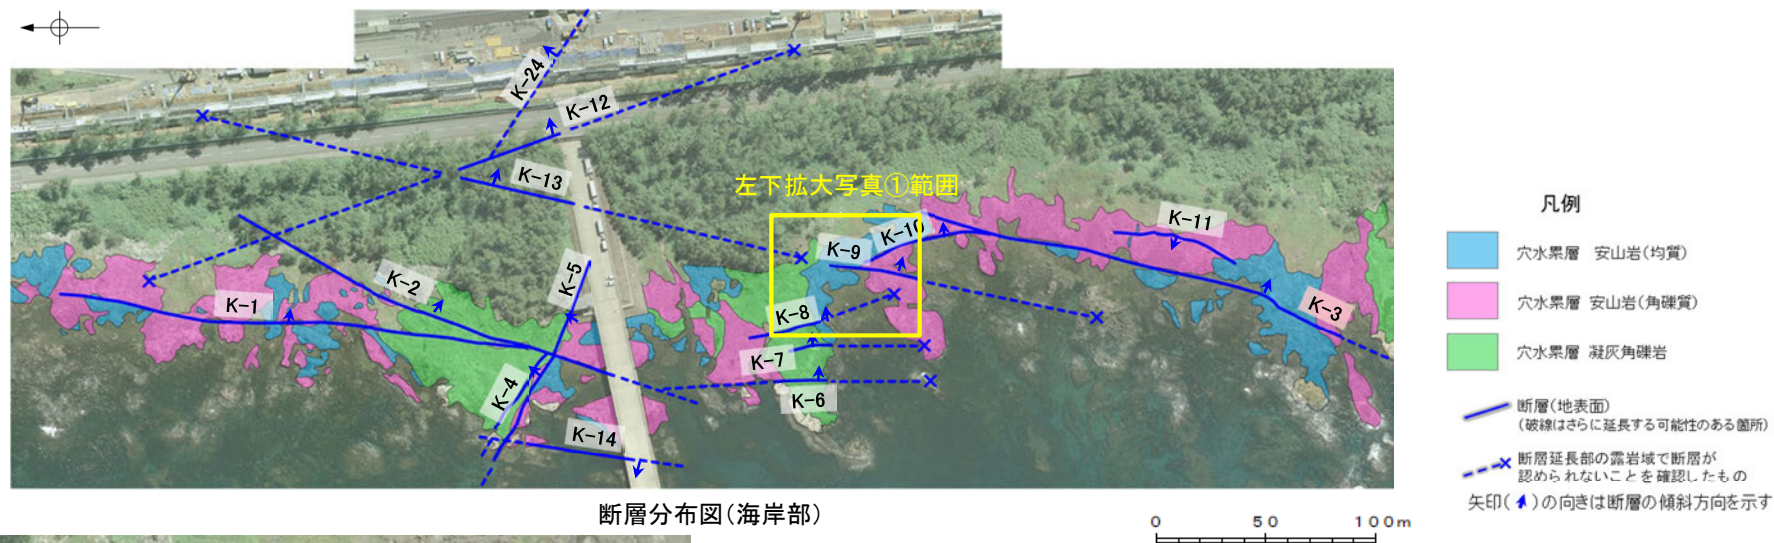 K-24
K-12
K-13
左下拡大写真①範囲
K-11
K-10
K-9
K-5
K-2
K-1
K-3
K-8
K-7
K-6
K-4
K-14
断層分布図(海岸部)
0 50 100m
凡例
穴水累層 安山岩(均質)
穴水累層 安山岩(角礫質)
穴水累層 凝灰角礫岩
断層(地表面)
(破線はさらに延長する可能性のある箇所)
断層延長部の露岩域で断層が
認められないことを確認したもの
矢印( )の向きは断層の傾斜方向を示す